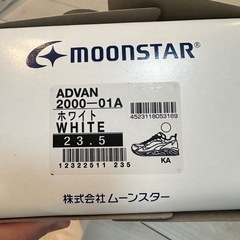 MOONSTAR
ADVAN
2000-01A
ホワイト
WHITE
23.5
4523118053189
KA
12322511 235
株式会社ムーンスター